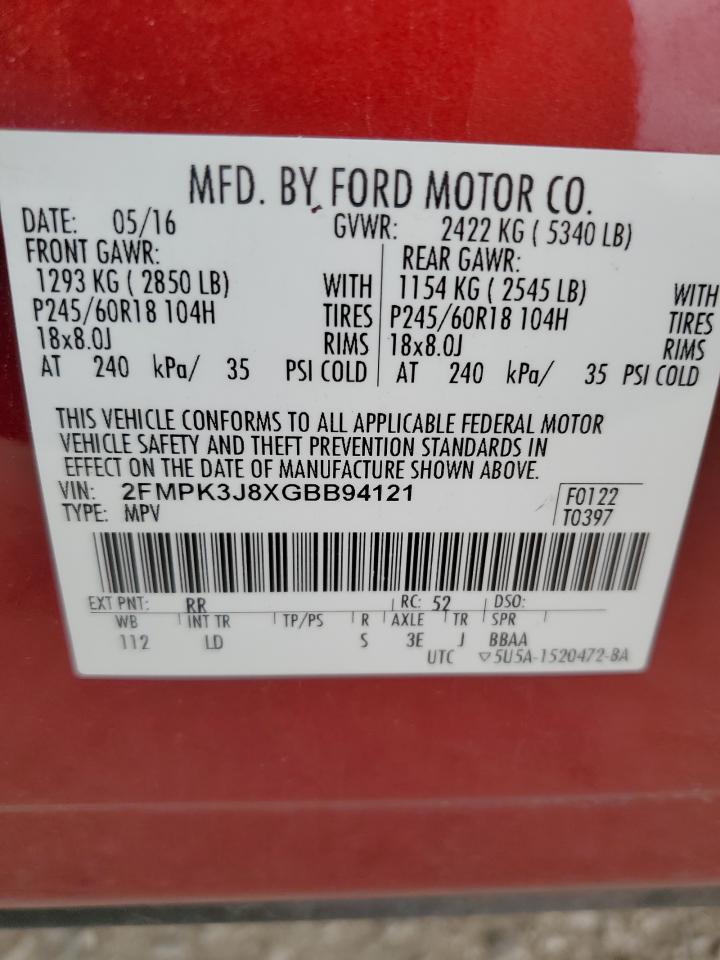 MFD. BY FORD MOTOR CO.
DATE: 05/16 GVWR: 2422 KG ( 5340 LB)
FRONT GAWR: REAR GAWR:
1293 KG ( 2850 LB) WITH 1154 KG ( 2545 LB) WITH
P245/60R18 104H TIRES P245/60R18 104H TIRES
18x8.0J RIMS 18x8.0J RIMS
AT 240 kPa/ 35 PSI COLD AT 240 kPa/ 35 PSI COLD
THIS VEHICLE CONFORMS TO ALL APPLICABLE FEDERAL MOTOR
VEHICLE SAFETY AND THEFT PREVENTION STANDARDS IN
EFFECT ON THE DATE OF MANUFACTURE SHOWN ABOVE.
VIN: 2FMPK3J8XGBB94121 F0122
TYPE: MPV T0397
EXT PNT: RR RC: 52 DSO:
WB INT TR TP/PS R AXLE TR SPR
112 LD S 3E J BBAA
UTC ▽5U5A-1520472-BA